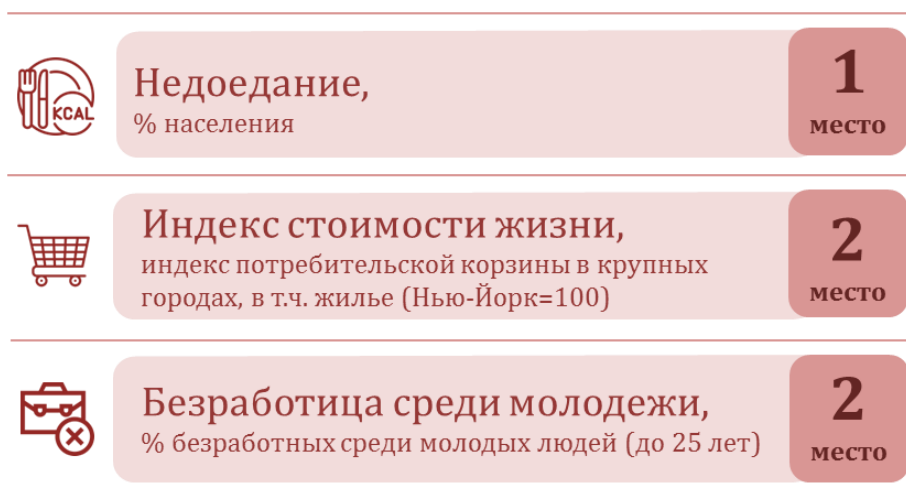 KCAL
Недоедание,
% населения
1
место
Индекс стоимости жизни,
индекс потребительской корзины в крупных
городах, в т.ч. жилье (Нью-Йорк=100)
2
место
Безработица среди молодежи,
% безработных среди молодых людей (до 25 лет)
2
место